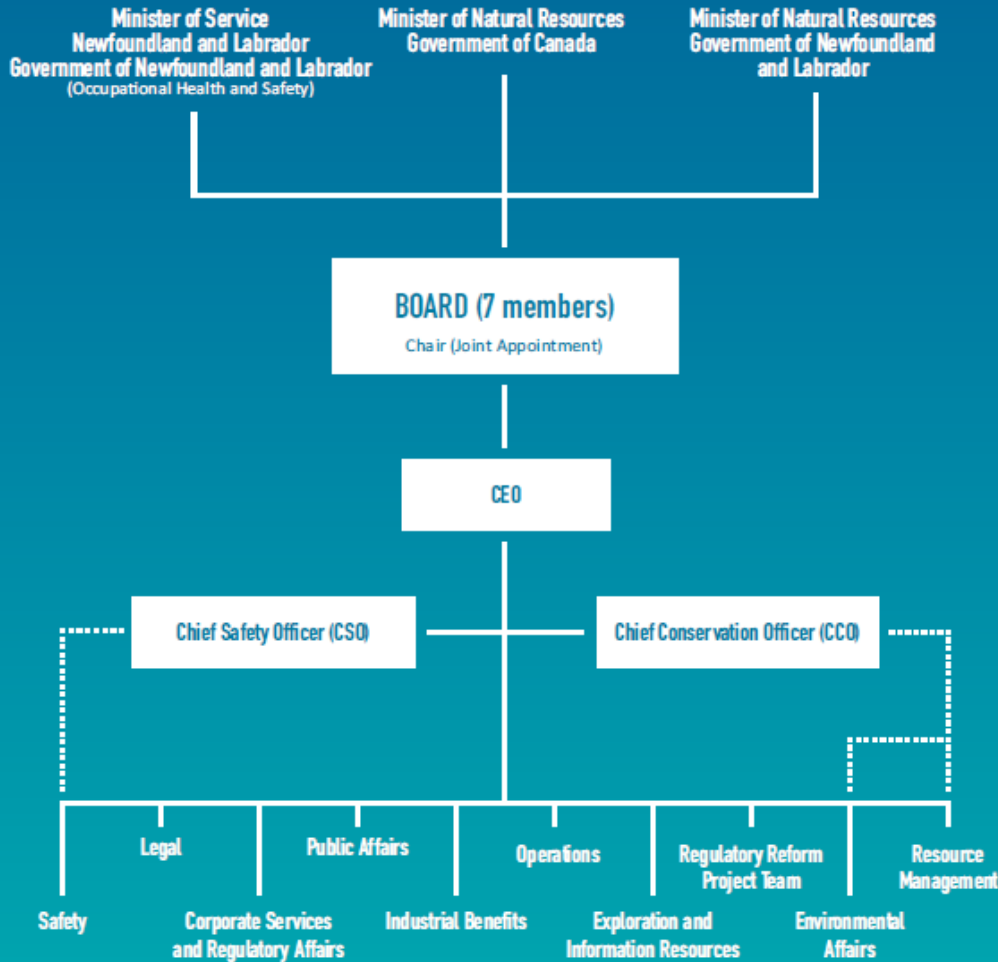 Minister of Service
Newfoundland and Labrador
Government of Newfoundland and Labrador
(Occupational Health and Safety)
Minister of Natural Resources
Government of Canada
Minister of Natural Resources
Government of Newfoundland
and Labrador
BOARD (7 members)
Chair (Joint Appointment)
CEO
Chief Safety Officer (CSO)
Chief Conservation Officer (CCO)
Legal
Public Affairs
Operations
Regulatory Reform
Project Team
Resource
Management
Safety
Corporate Services
and Regulatory Affairs
Industrial Benefits
Exploration and
Information Resources
Environmental
Affairs